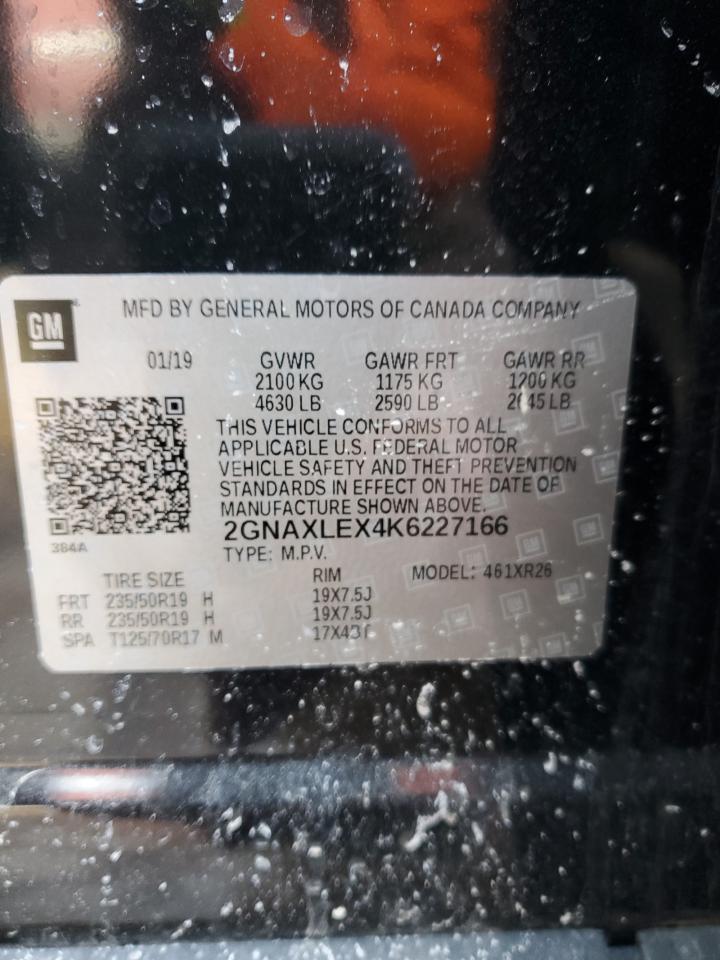 GM
MFD BY GENERAL MOTORS OF CANADA COMPANY
01/19 GVWR GAWR FRT GAWR RR
2100 KG 1175 KG 1200 KG
4630 LB 2590 LB 2645 LB
THIS VEHICLE CONFORMS TO ALL
APPLICABLE U.S. FEDERAL MOTOR
VEHICLE SAFETY AND THEFT PREVENTION
STANDARDS IN EFFECT ON THE DATE OF
MANUFACTURE SHOWN ABOVE.
2GNAXLEX4K6227166
384A
TYPE: M.P.V.
TIRE SIZE RIM MODEL: 461XR26
FRT 235/50R19 H 19X7.5J
RR 235/50R19 H 19X7.5J
SPA T125/70R17 M